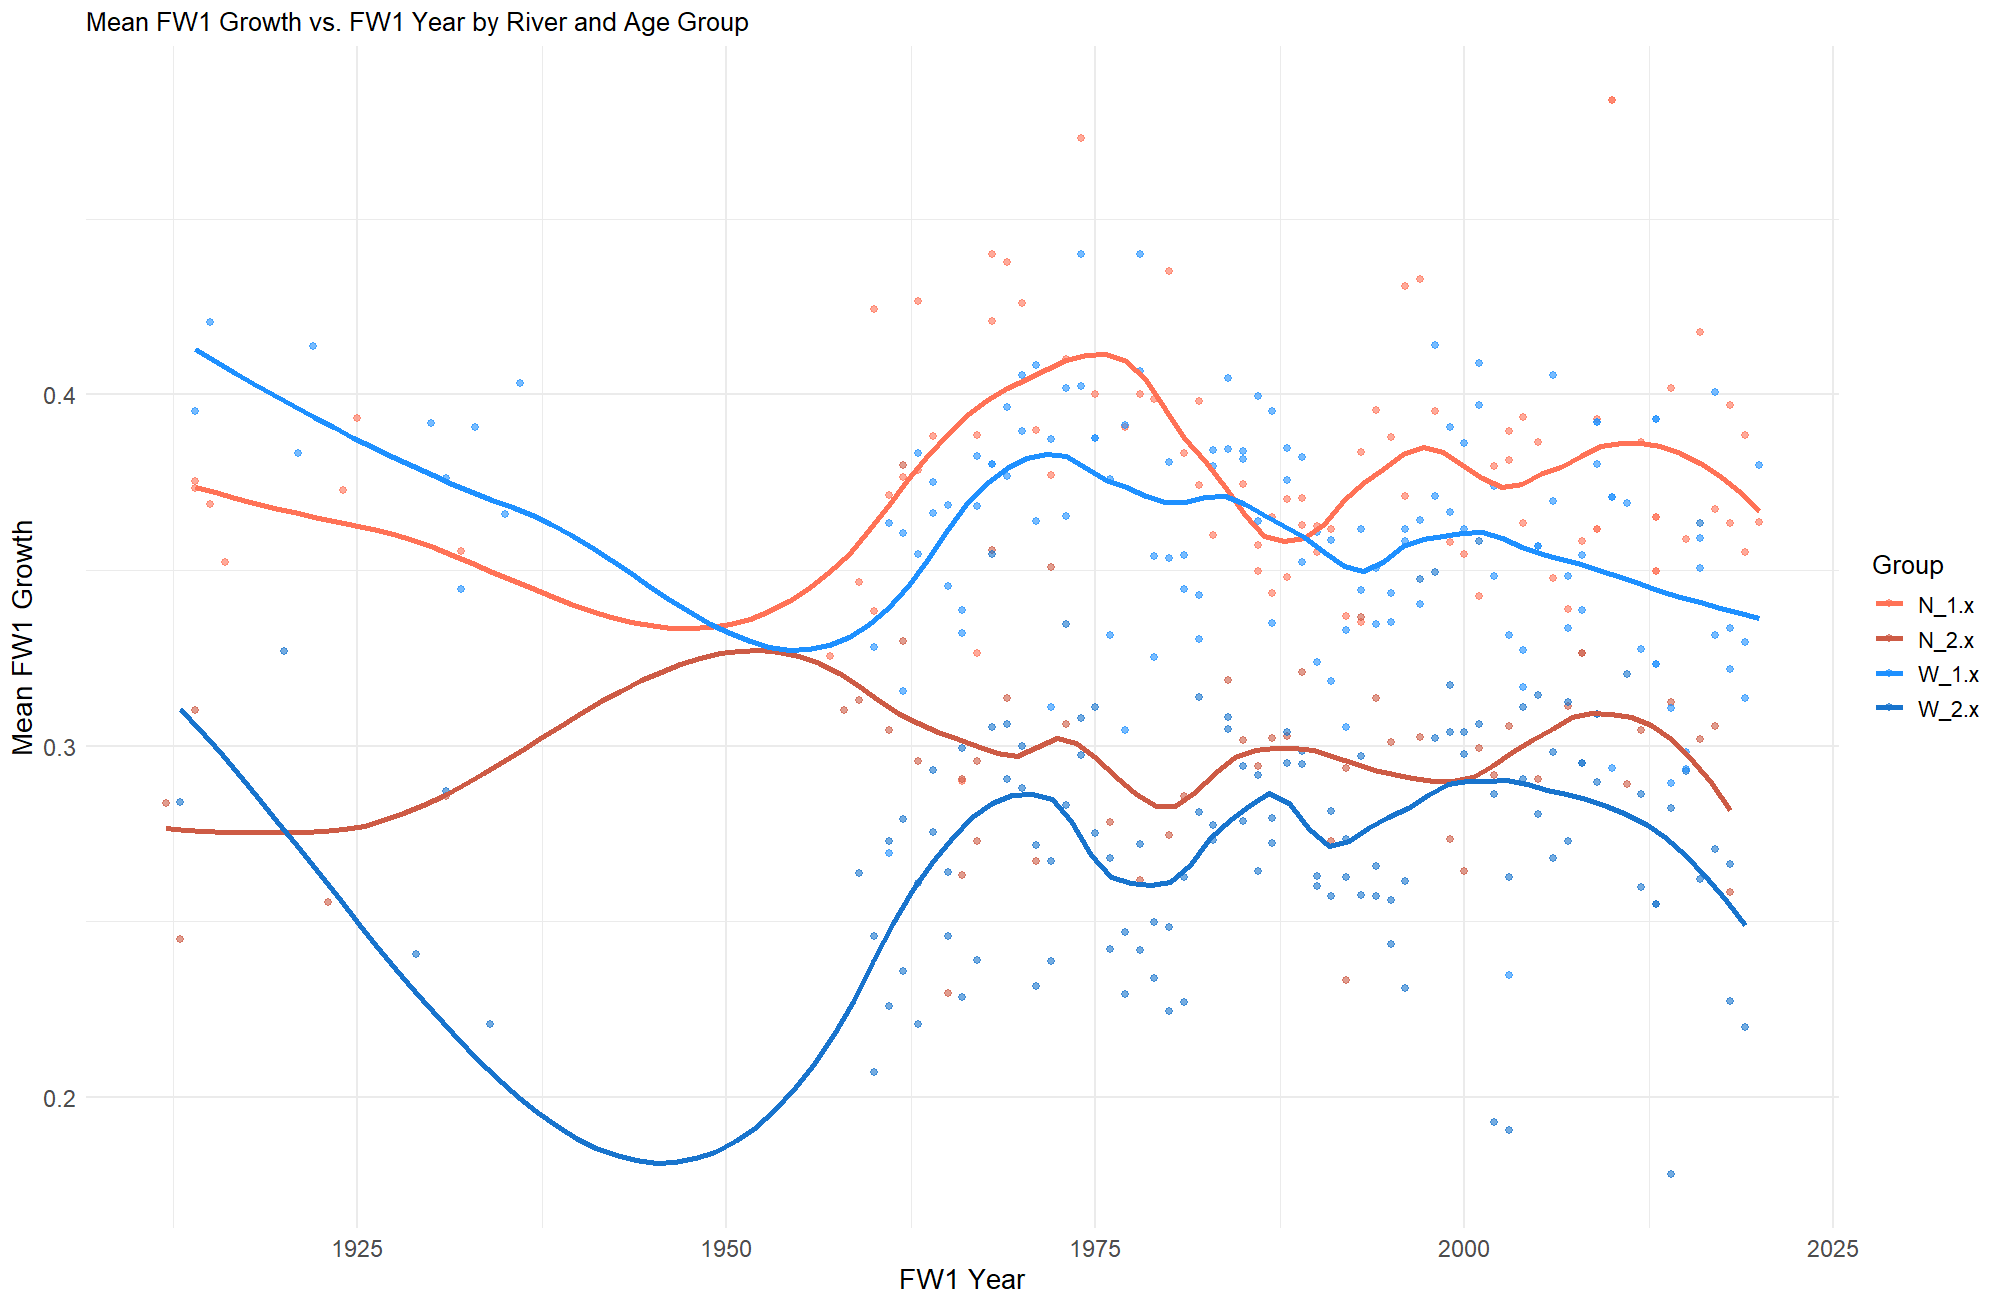 Mean FW1 Growth vs. FW1 Year by River and Age Group
Mean FW1 Growth
0.4
0.3
0.2
1925
1950
1975
2000
2025
FW1 Year
Group
N_1.x
N_2.x
W_1.x
W_2.x